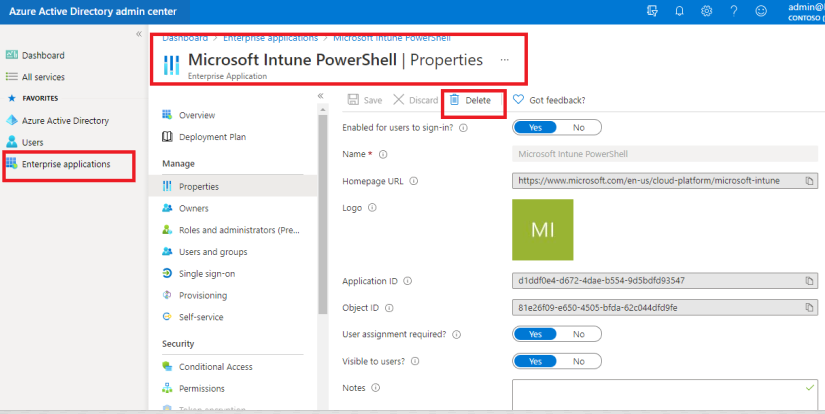 Azure Active Directory admin center
admin@
CONTOSO (
Dashboard > Enterprise applications > Microsoft Intune PowerShell
Microsoft Intune PowerShell | Properties ...
Enterprise Application
«
Dashboard
All services
FAVORITES
Azure Active Directory
Users
Enterprise applications
«
Overview
Deployment Plan
Manage
Properties
Owners
Roles and administrators (Pre...
Users and groups
Single sign-on
Provisioning
Self-service
Security
Conditional Access
Permissions
Token encryption
Save Discard Delete Got feedback?
Enabled for users to sign-in? Yes No
Name * Microsoft Intune PowerShell
Homepage URL https://www.microsoft.com/en-us/cloud-platform/microsoft-intune
Logo MI
Application ID d1ddf0e4-d672-4dae-b554-9d5bdfd93547
Object ID 81e26f09-e650-4505-bfda-62c044dfd9fe
User assignment required? Yes No
Visible to users? Yes No
Notes